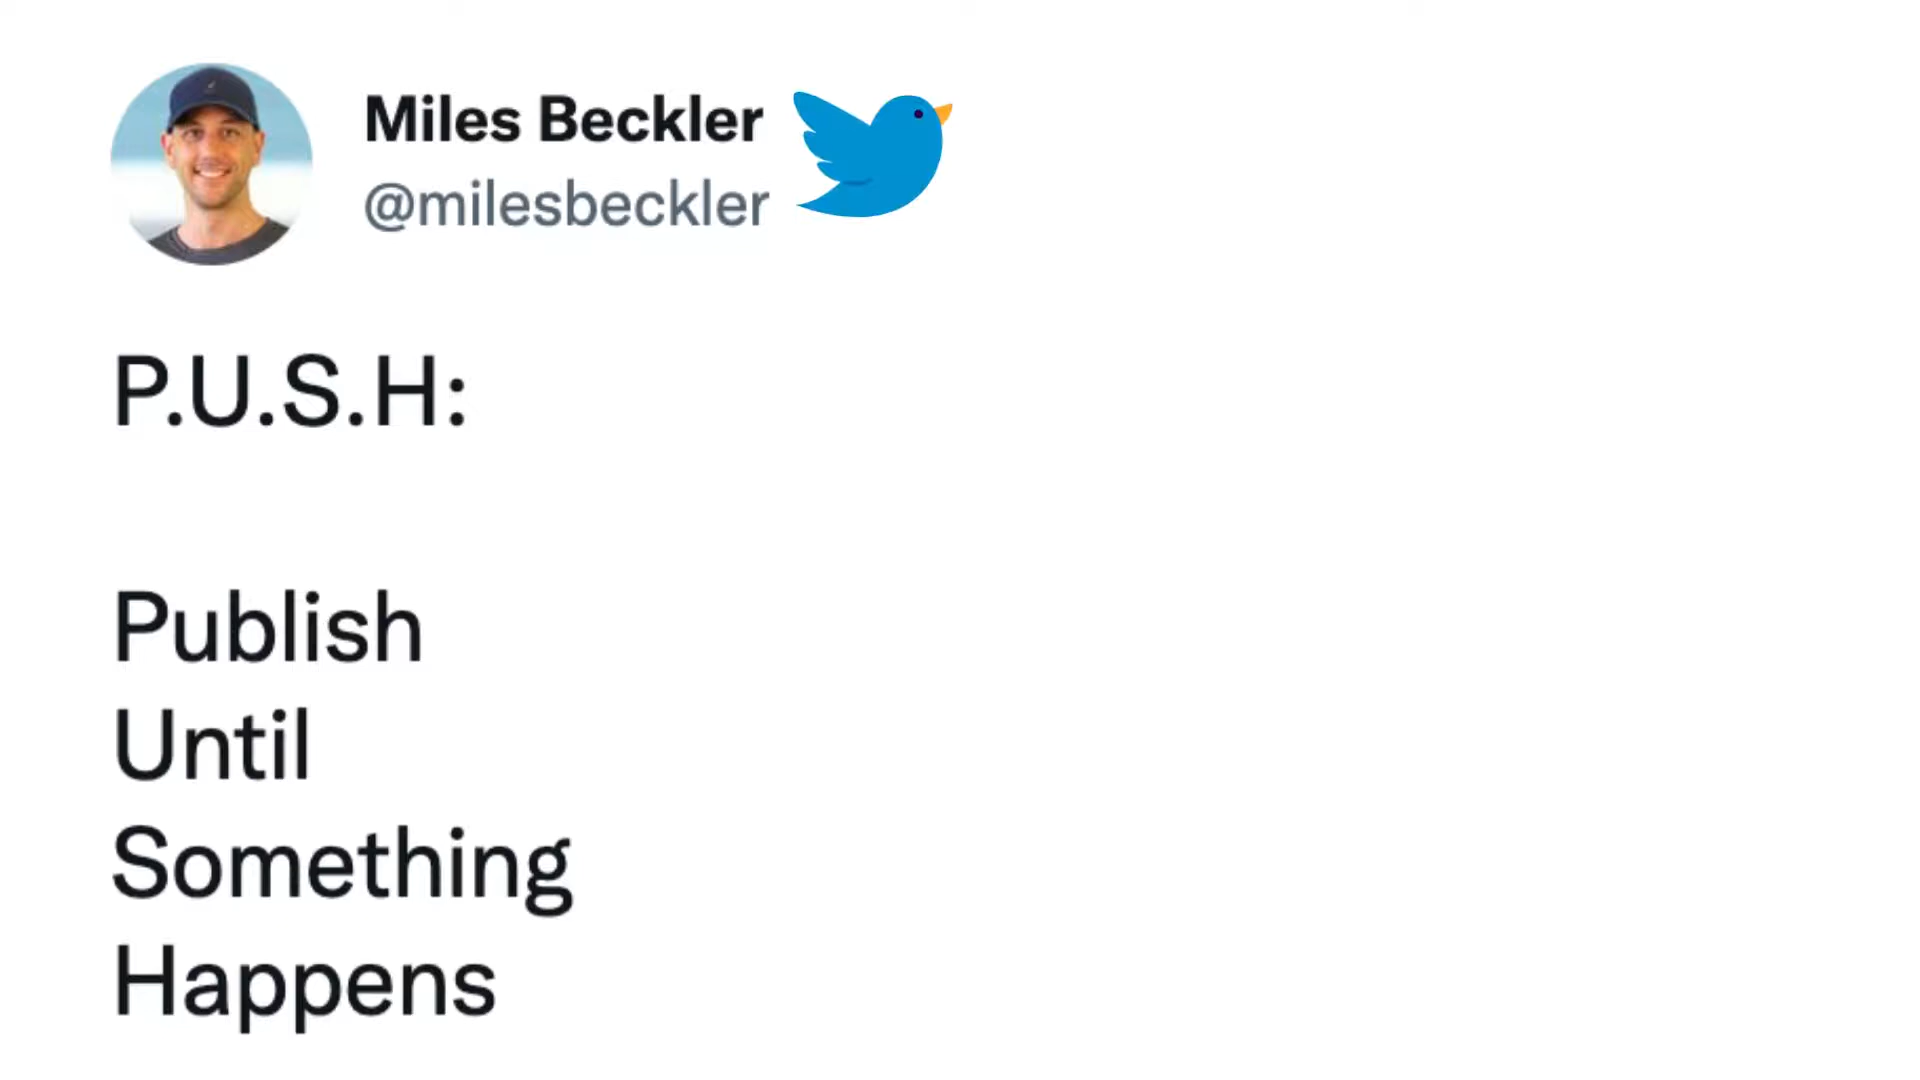 Miles Beckler
@milesbeckler
P.U.S.H:
Publish
Until
Something
Happens